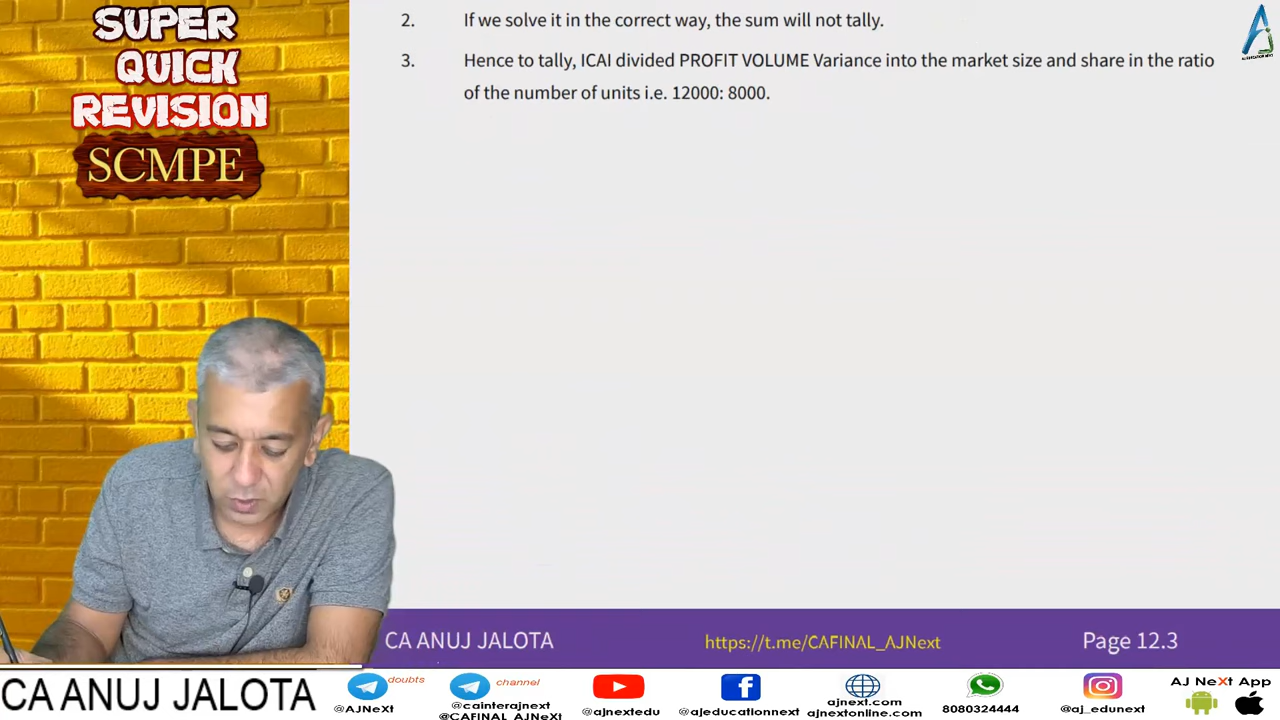 SUPER
QUICK
REVISION
SCMPE
2. If we solve it in the correct way, the sum will not tally.
3. Hence to tally, ICAI divided PROFIT VOLUME Variance into the market size and share in the ratio
of the number of units i.e. 12000: 8000.
CA ANUJ JALOTA https://t.me/CAFINAL_AJNext Page 12.3
CA ANUJ JALOTA
doubts
@AJNeXt
channel
@cainterajnext
@CAFINAL_AJNeXt
@ajnextedu
@ajeducationnext
ajnext.com
ajnextonline.com
8080324444
@aj_edunext
AJ NeXt App